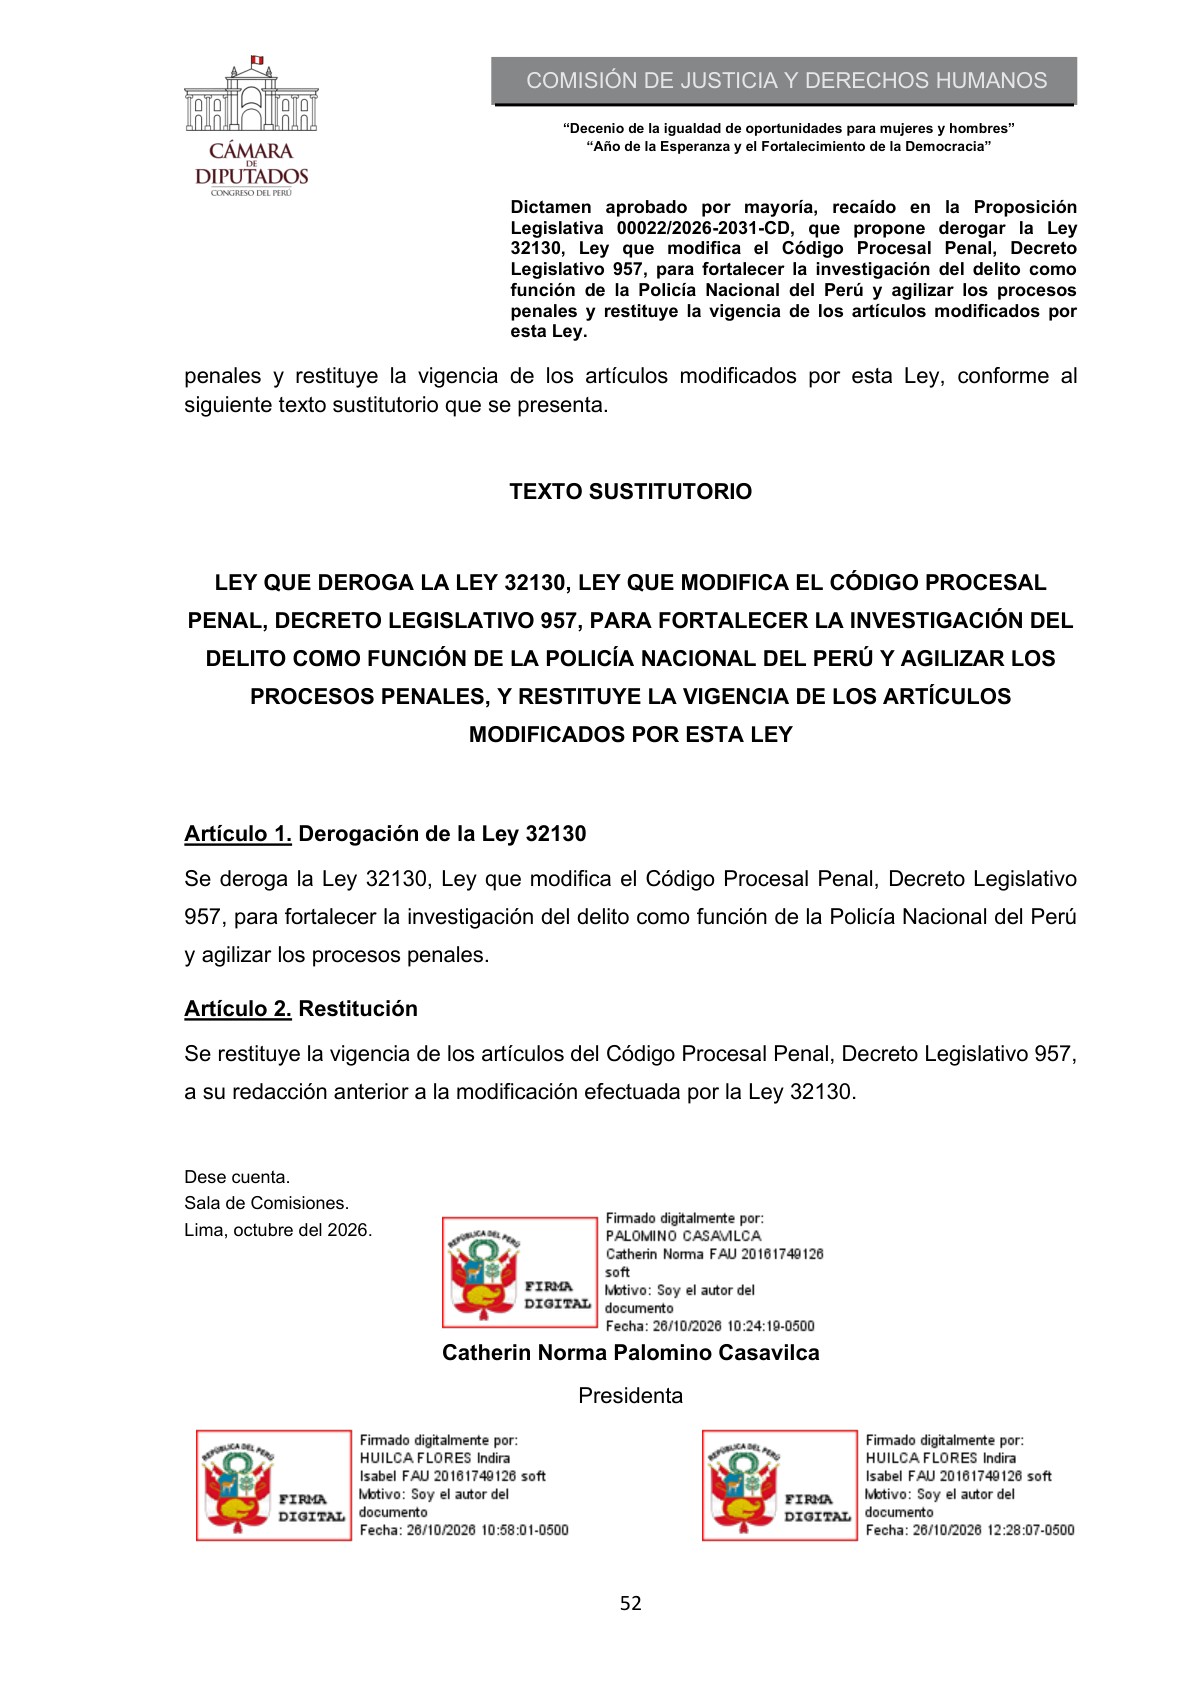 CÁMARA
DE
DIPUTADOS
CONGRESO DEL PERÚ
COMISIÓN DE JUSTICIA Y DERECHOS HUMANOS
“Decenio de la igualdad de oportunidades para mujeres y hombres”
“Año de la Esperanza y el Fortalecimiento de la Democracia”
Dictamen aprobado por mayoría, recaído en la Proposición
Legislativa 00022/2026-2031-CD, que propone derogar la Ley
32130, Ley que modifica el Código Procesal Penal, Decreto
Legislativo 957, para fortalecer la investigación del delito como
función de la Policía Nacional del Perú y agilizar los procesos
penales y restituye la vigencia de los artículos modificados por
esta Ley.
penales y restituye la vigencia de los artículos modificados por esta Ley, conforme al
siguiente texto sustitutorio que se presenta.
TEXTO SUSTITUTORIO
LEY QUE DEROGA LA LEY 32130, LEY QUE MODIFICA EL CÓDIGO PROCESAL
PENAL, DECRETO LEGISLATIVO 957, PARA FORTALECER LA INVESTIGACIÓN DEL
DELITO COMO FUNCIÓN DE LA POLICÍA NACIONAL DEL PERÚ Y AGILIZAR LOS
PROCESOS PENALES, Y RESTITUYE LA VIGENCIA DE LOS ARTÍCULOS
MODIFICADOS POR ESTA LEY
Artículo 1. Derogación de la Ley 32130
Se deroga la Ley 32130, Ley que modifica el Código Procesal Penal, Decreto Legislativo
957, para fortalecer la investigación del delito como función de la Policía Nacional del Perú
y agilizar los procesos penales.
Artículo 2. Restitución
Se restituye la vigencia de los artículos del Código Procesal Penal, Decreto Legislativo 957,
a su redacción anterior a la modificación efectuada por la Ley 32130.
Dese cuenta.
Sala de Comisiones.
Lima, octubre del 2026.
REPÚBLICA DEL PERÚ
FIRMA
DIGITAL
Firmado digitalmente por:
PALOMINO CASAVILCA
Catherin Norma FAU 20161749126
soft
Motivo: Soy el autor del
documento
Fecha: 26/10/2026 10:24:19-0500
Catherin Norma Palomino Casavilca
Presidenta
REPÚBLICA DEL PERÚ
FIRMA
DIGITAL
Firmado digitalmente por:
HUILCA FLORES Indira
Isabel FAU 20161749126 soft
Motivo: Soy el autor del
documento
Fecha: 26/10/2026 10:58:01-0500
REPÚBLICA DEL PERÚ
FIRMA
DIGITAL
Firmado digitalmente por:
HUILCA FLORES Indira
Isabel FAU 20161749126 soft
Motivo: Soy el autor del
documento
Fecha: 26/10/2026 12:28:07-0500
52